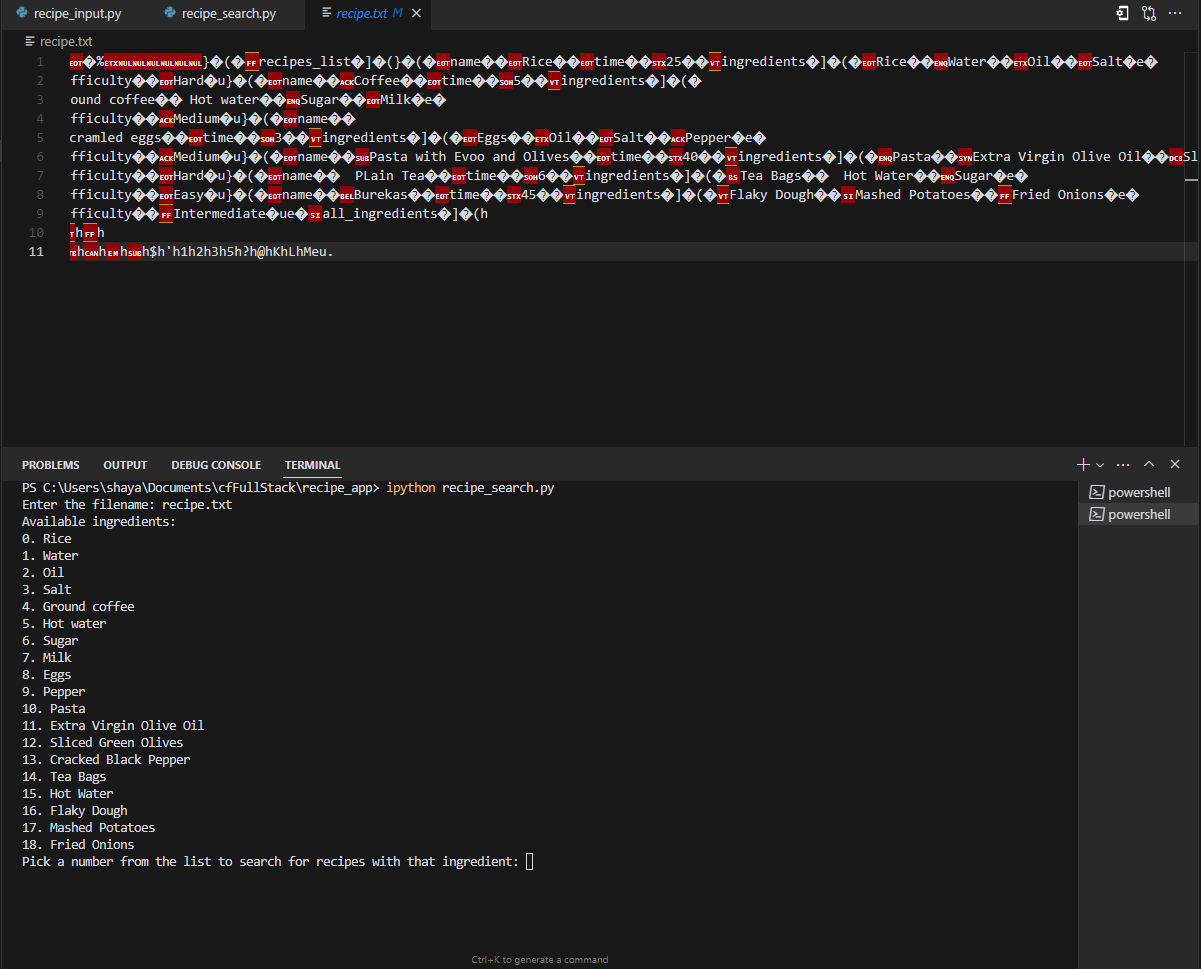 recipe_input.py recipe_search.py recipe.txt M
recipe.txt
1 EOT�%ETXNULNULNULNULNULNULNUL}�(�FFrecipes_list�]�(}�(�EOTname��EOTRice��EOTtime��STX25��VTingredients�]�(�EOTRice��ENQWater��ETXOil��EOTSalt�e�
2 fficulty��EOTHard�u}�(�EOTname��ACKCoffee��EOTtime��SOH5��VTingredients�]�(�
3 ound coffee�� Hot water��ENQSugar��EOTMilk�e�
4 fficulty��ACKMedium�u}�(�EOTname��
5 cramled eggs��EOTtime��SOH3��VTingredients�]�(�EOTEggs��ETXOil��EOTSalt��ACKPepper�e�
6 fficulty��ACKMedium�u}�(�EOTname��SUBPasta with Evoo and Olives��EOTtime��STX40��VTingredients�]�(�ENQPasta��SYNExtra Virgin Olive Oil��DC3Sl
7 fficulty��EOTHard�u}�(�EOTname��  PLain Tea��EOTtime��SOH6��VTingredients�]�(�BSTea Bags��  Hot Water��ENQSugar�e�
8 fficulty��EOTEasy�u}�(�EOTname��BELBurekas��EOTtime��STX45��VTingredients�]�(�VTFlaky Dough��SIMashed Potatoes��FFFried Onions�e�
9 fficulty��FFIntermediate�ue�SIall_ingredients�]�(h
10 hFFh
11 hCANhEMhSUBh$h'h1h2h3h5h?h@hKhLhMeu.
PROBLEMS OUTPUT DEBUG CONSOLE TERMINAL
PS C:\Users\shaya\Documents\cfFullStack\recipe_app> ipython recipe_search.py
powershell
Enter the filename: recipe.txt
powershell
Available ingredients:
0. Rice
1. Water
2. Oil
3. Salt
4. Ground coffee
5. Hot water
6. Sugar
7. Milk
8. Eggs
9. Pepper
10. Pasta
11. Extra Virgin Olive Oil
12. Sliced Green Olives
13. Cracked Black Pepper
14. Tea Bags
15. Hot Water
16. Flaky Dough
17. Mashed Potatoes
18. Fried Onions
Pick a number from the list to search for recipes with that ingredient:
Ctrl+K to generate a command